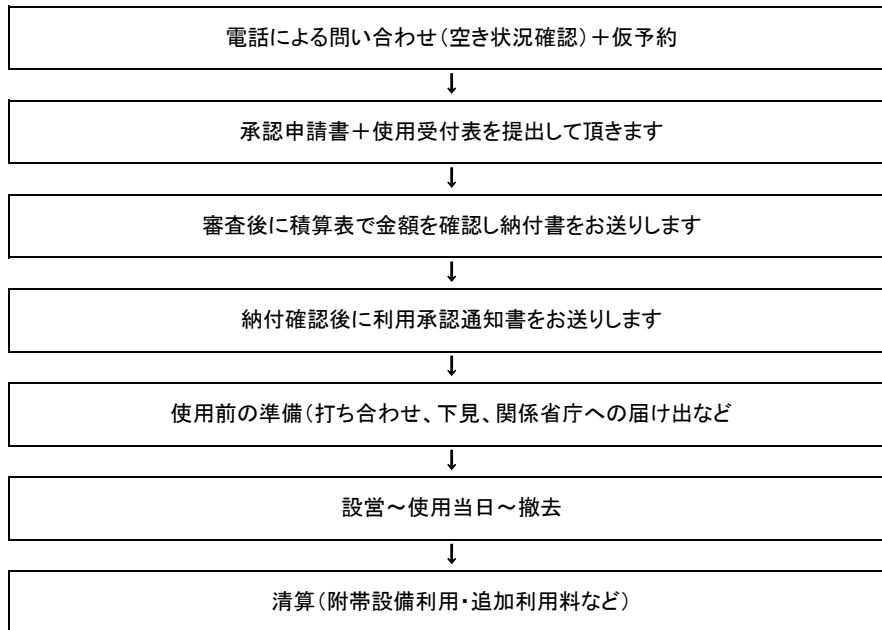 電話による問い合わせ(空き状況確認)+仮予約
↓
承認申請書+使用受付表を提出して頂きます
↓
審査後に積算表で金額を確認し納付書をお送りします
↓
納付確認後に利用承認通知書をお送りします
↓
使用前の準備(打ち合わせ、下見、関係省庁への届け出など
↓
設営~使用当日~撤去
↓
清算(附帯設備利用・追加利用料など)